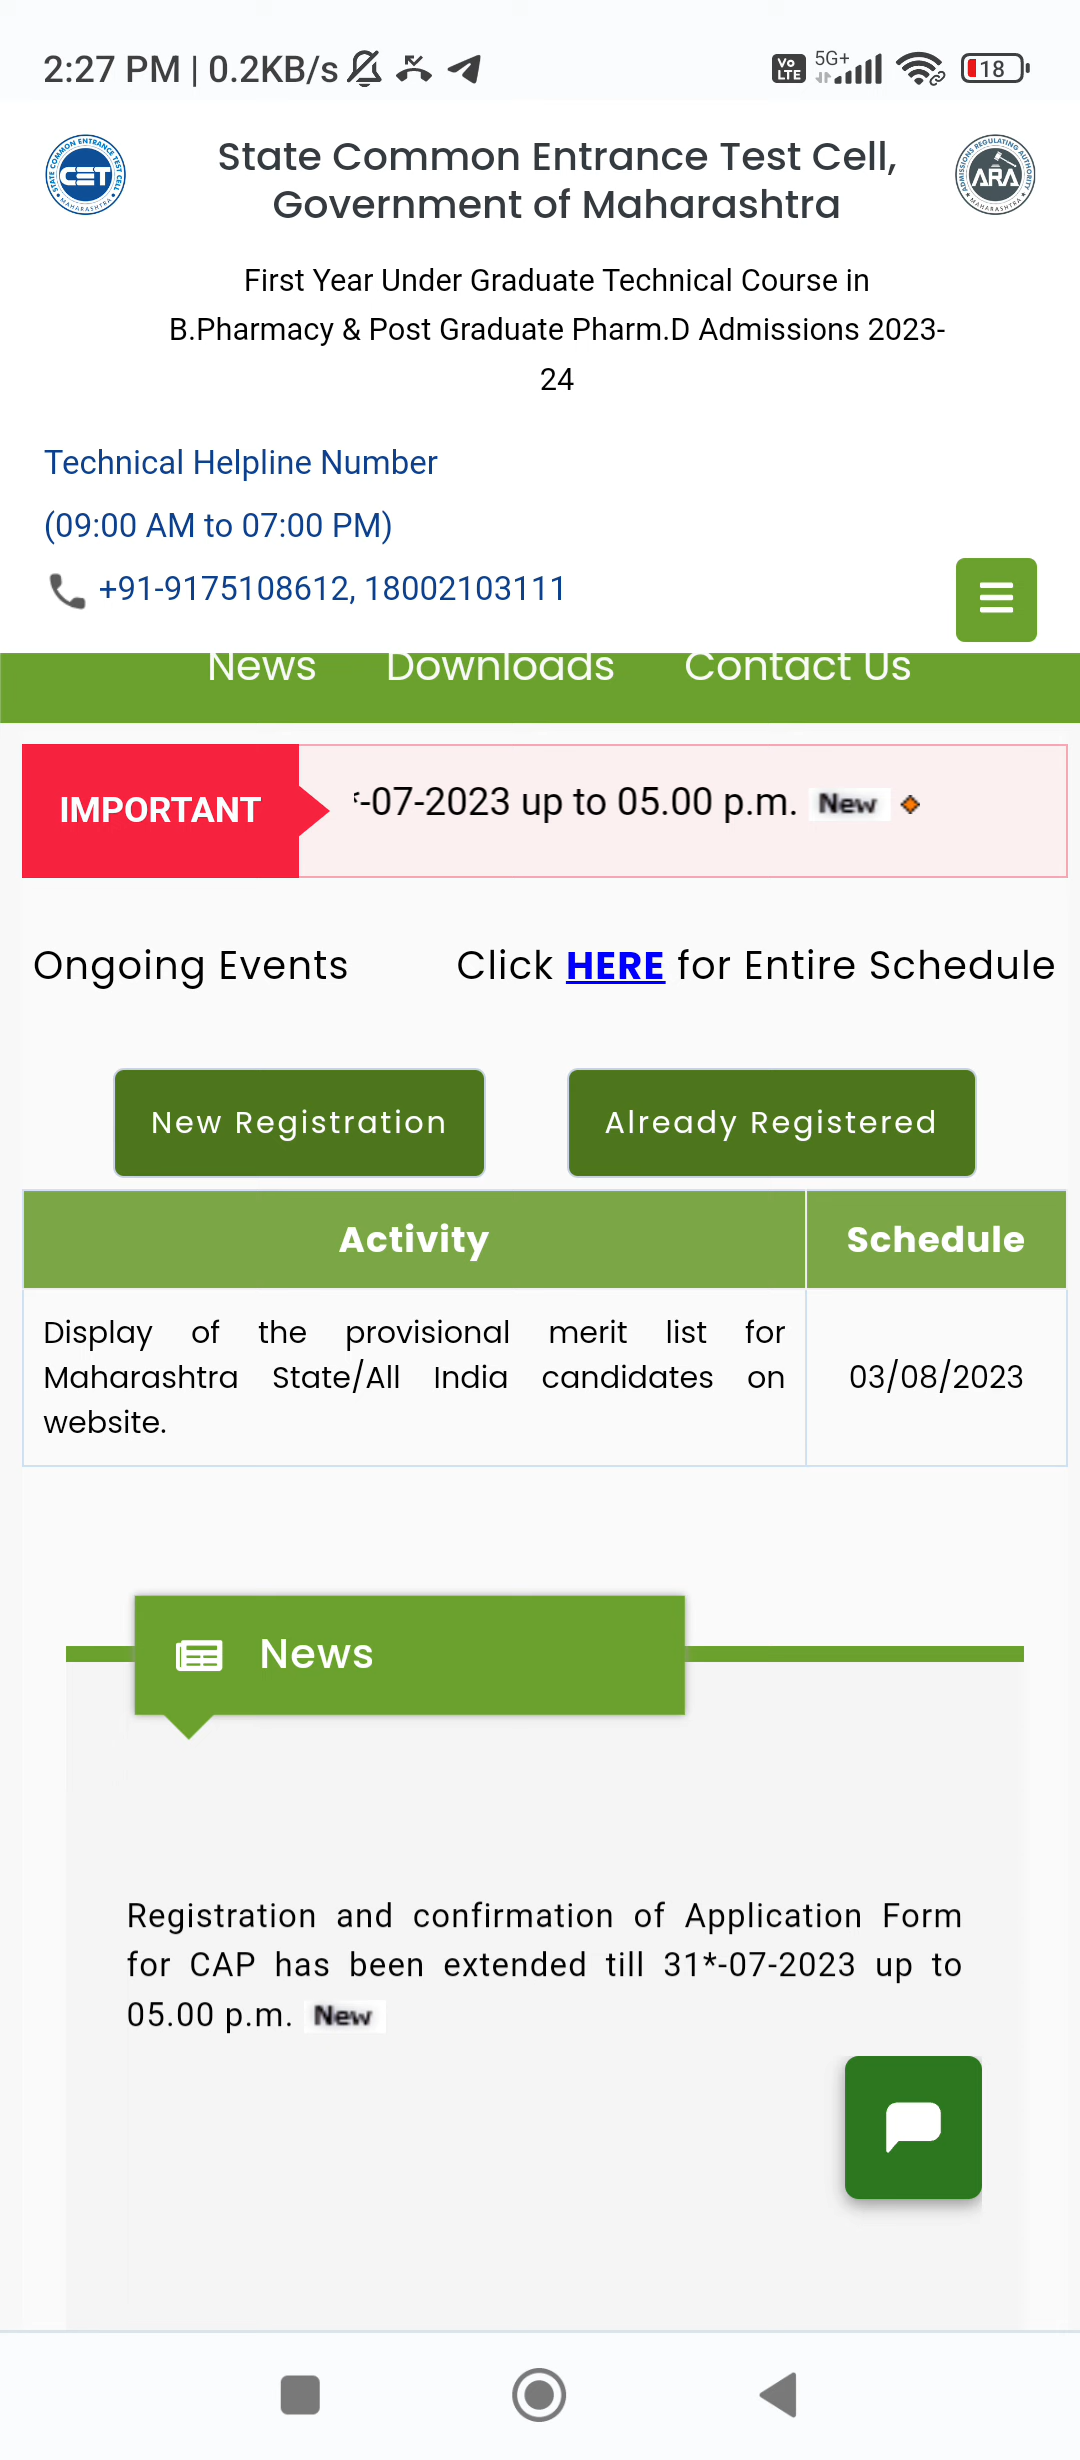 2:27 PM | 0.2KB/s
Vo LTE 5G+ 18
CET
State Common Entrance Test Cell,
Government of Maharashtra
ARA
First Year Under Graduate Technical Course in
B.Pharmacy & Post Graduate Pharm.D Admissions 2023-
24
Technical Helpline Number
(09:00 AM to 07:00 PM)
+91-9175108612, 18002103111
News Downloads Contact Us
IMPORTANT
-07-2023 up to 05.00 p.m. New
Ongoing Events Click HERE for Entire Schedule
New Registration Already Registered
Activity Schedule
Display of the provisional merit list for
Maharashtra State/All India candidates on
website.
03/08/2023
News
Registration and confirmation of Application Form
for CAP has been extended till 31*-07-2023 up to
05.00 p.m. New